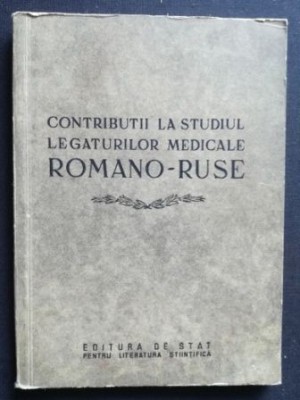 CONTRIBUTII LA STUDIUL
LEGATURILOR MEDICALE
ROMANO-RUSE
EDITURA DE STAT
PENTRU LITERATURA STIINTIFICA